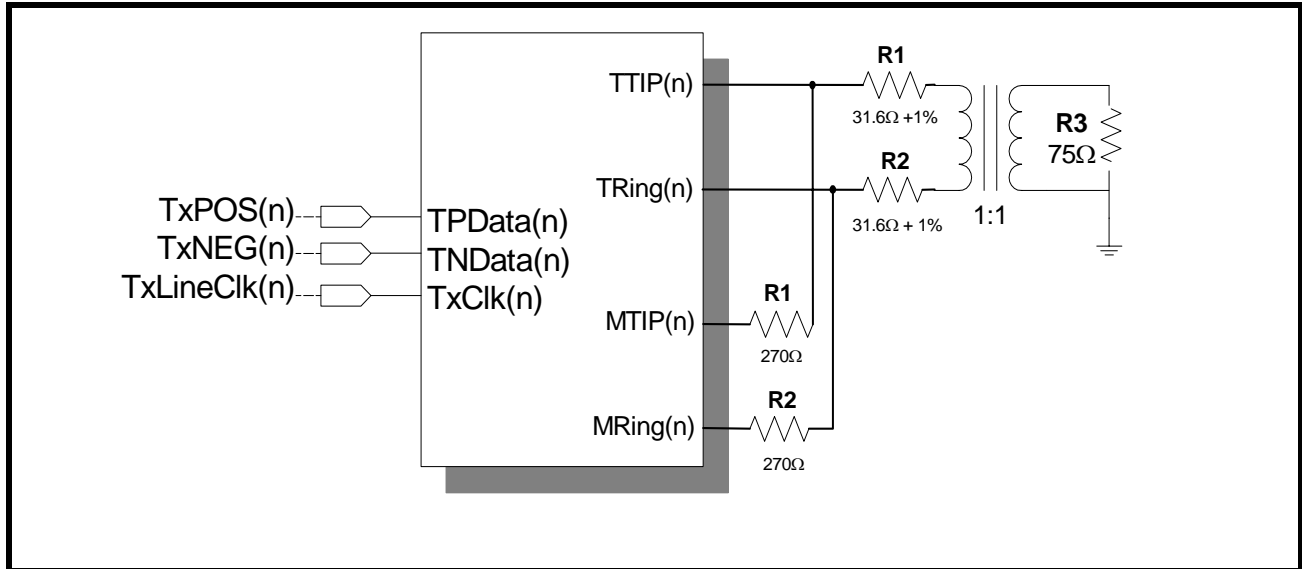 TTIP(n)
R1
31.6Ω +1%
R3
75Ω
TRing(n)
R2
31.6Ω + 1%
1:1
TxPOS(n)
TPData(n)
TxNEG(n)
TNData(n)
TxLineClk(n)
TxClk(n)
MTIP(n)
R1
270Ω
MRing(n)
R2
270Ω